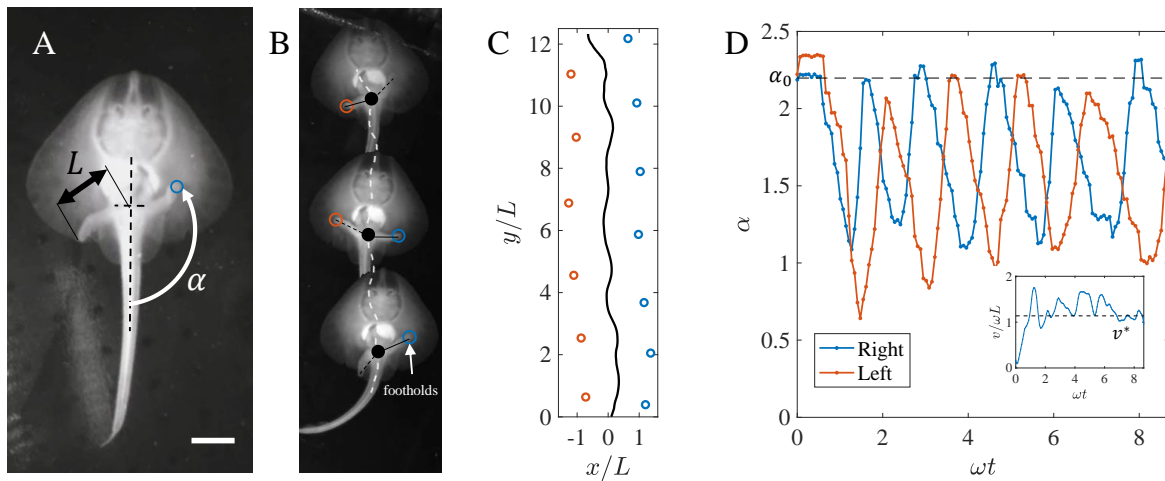 A
L
α
B
footholds
C
12
10
8
6
4
2
0
y/L
-1 0 1
x/L
D
2.5
α₀
2
1.5
1
0.5
0
α
0 2 4 6 8
ωt
Right
Left
2
1
0
v/ωL
v*
0 2 4 6 8
ωt